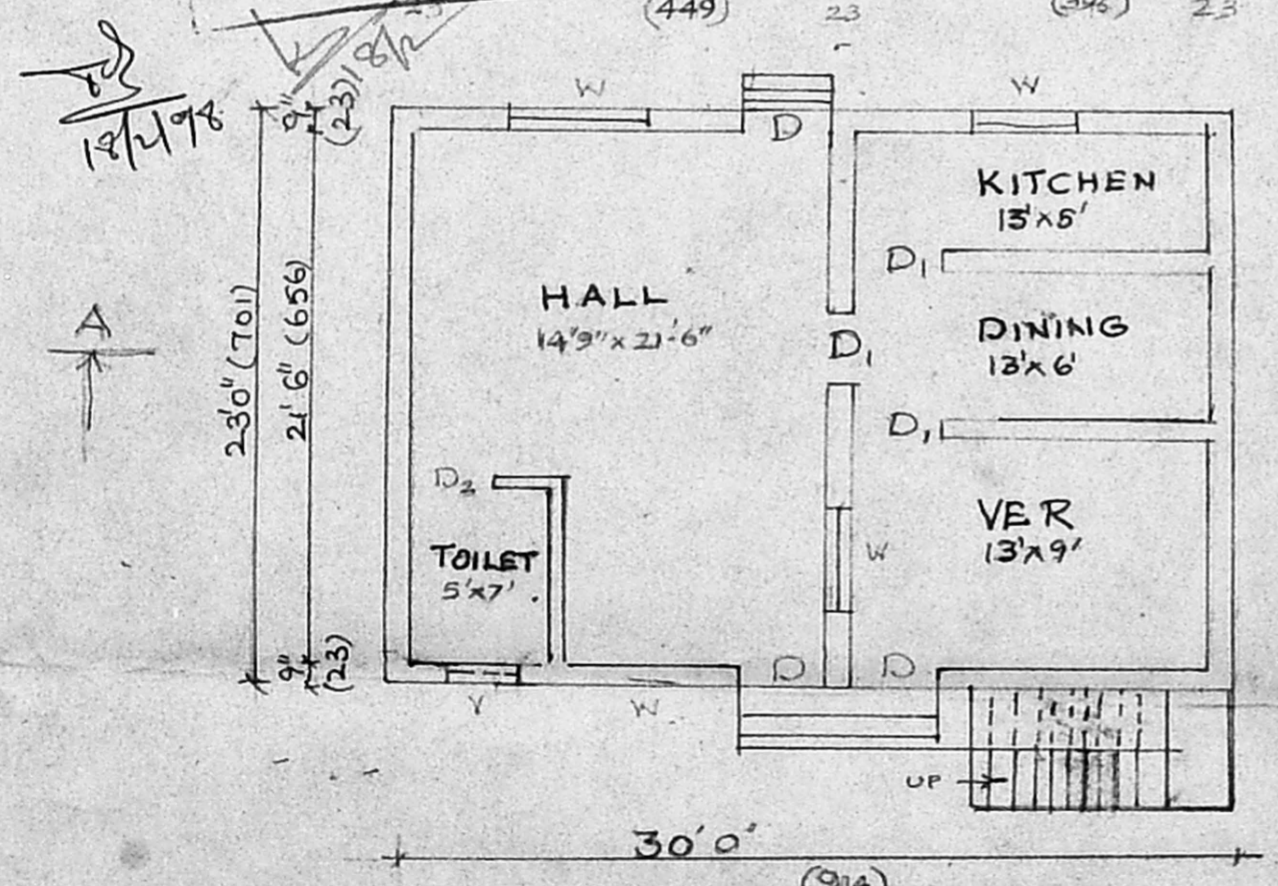 (449)
23
23
18/2
18/2/98
9"
(23)
W
D
W
KITCHEN
13'x5'
D1
HALL
14'9"x21'-6"
DINING
13'x6'
D1
A
23'0" (701)
21'6" (656)
D1
D2
VER
13'x9'
W
TOILET
5'x7'
9"
(23)
D
D
V
W
UP
30'0"